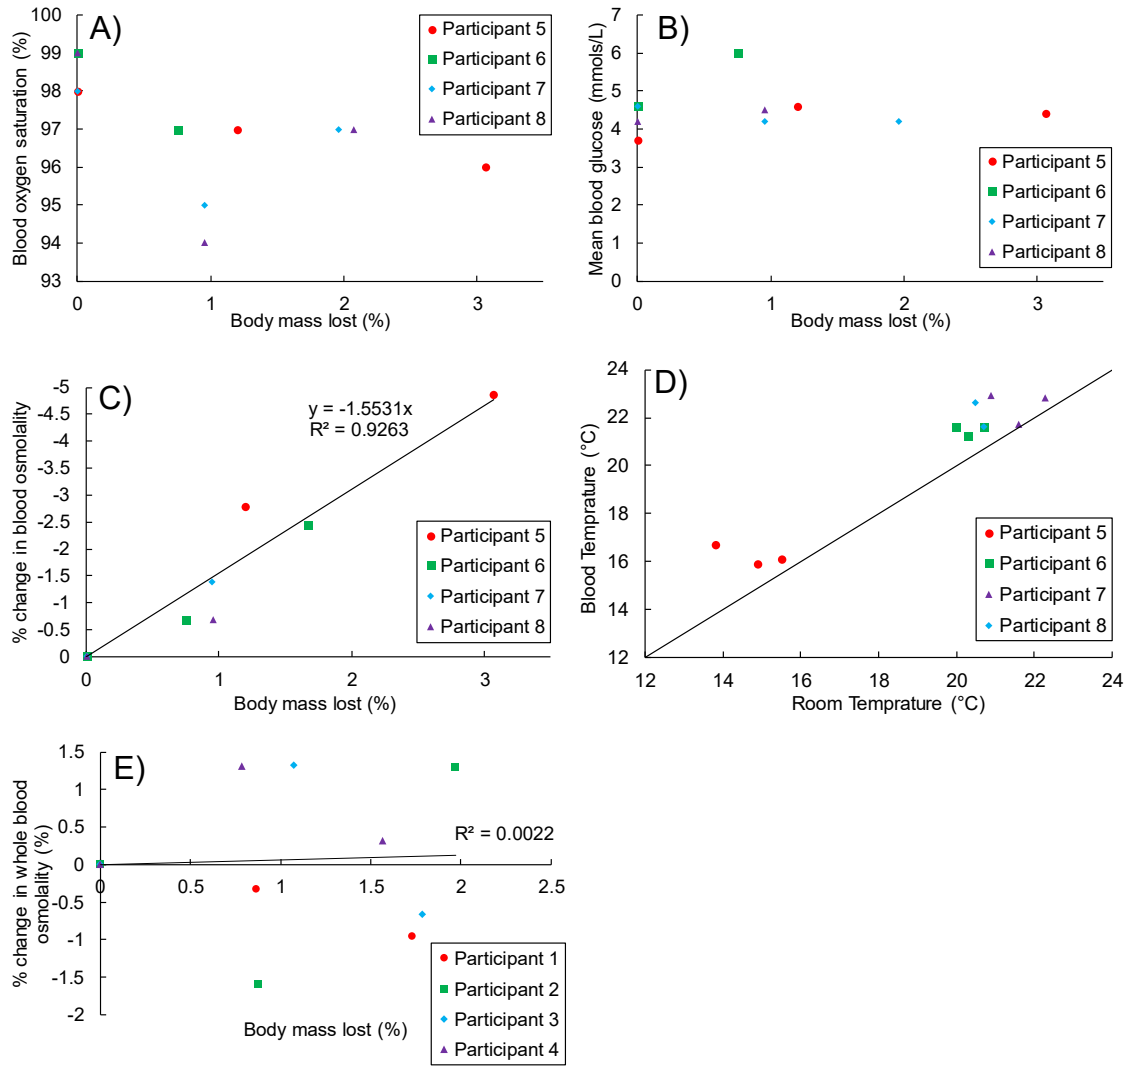 A)
Blood oxygen saturation (%)
100
99
98
97
96
95
94
93
0
1
2
3
Body mass lost (%)
Participant 5
Participant 6
Participant 7
Participant 8
B)
Mean blood glucose (mmols/L)
7
6
5
4
3
2
1
0
0
1
2
3
Body mass lost (%)
Participant 5
Participant 6
Participant 7
Participant 8
C)
% change in blood osmolality
-5
-4.5
-4
-3.5
-3
-2.5
-2
-1.5
-1
-0.5
0
0
1
2
3
Body mass lost (%)
y = -1.5531x
R² = 0.9263
Participant 5
Participant 6
Participant 7
Participant 8
D)
Blood Temprature (°C)
24
22
20
18
16
14
12
12
14
16
18
20
22
24
Room Temprature (°C)
Participant 5
Participant 6
Participant 7
Participant 8
E)
% change in whole blood
osmolality (%)
1.5
1
0.5
0
-0.5
-1
-1.5
-2
0
0.5
1
1.5
2
2.5
R² = 0.0022
Body mass lost (%)
Participant 1
Participant 2
Participant 3
Participant 4